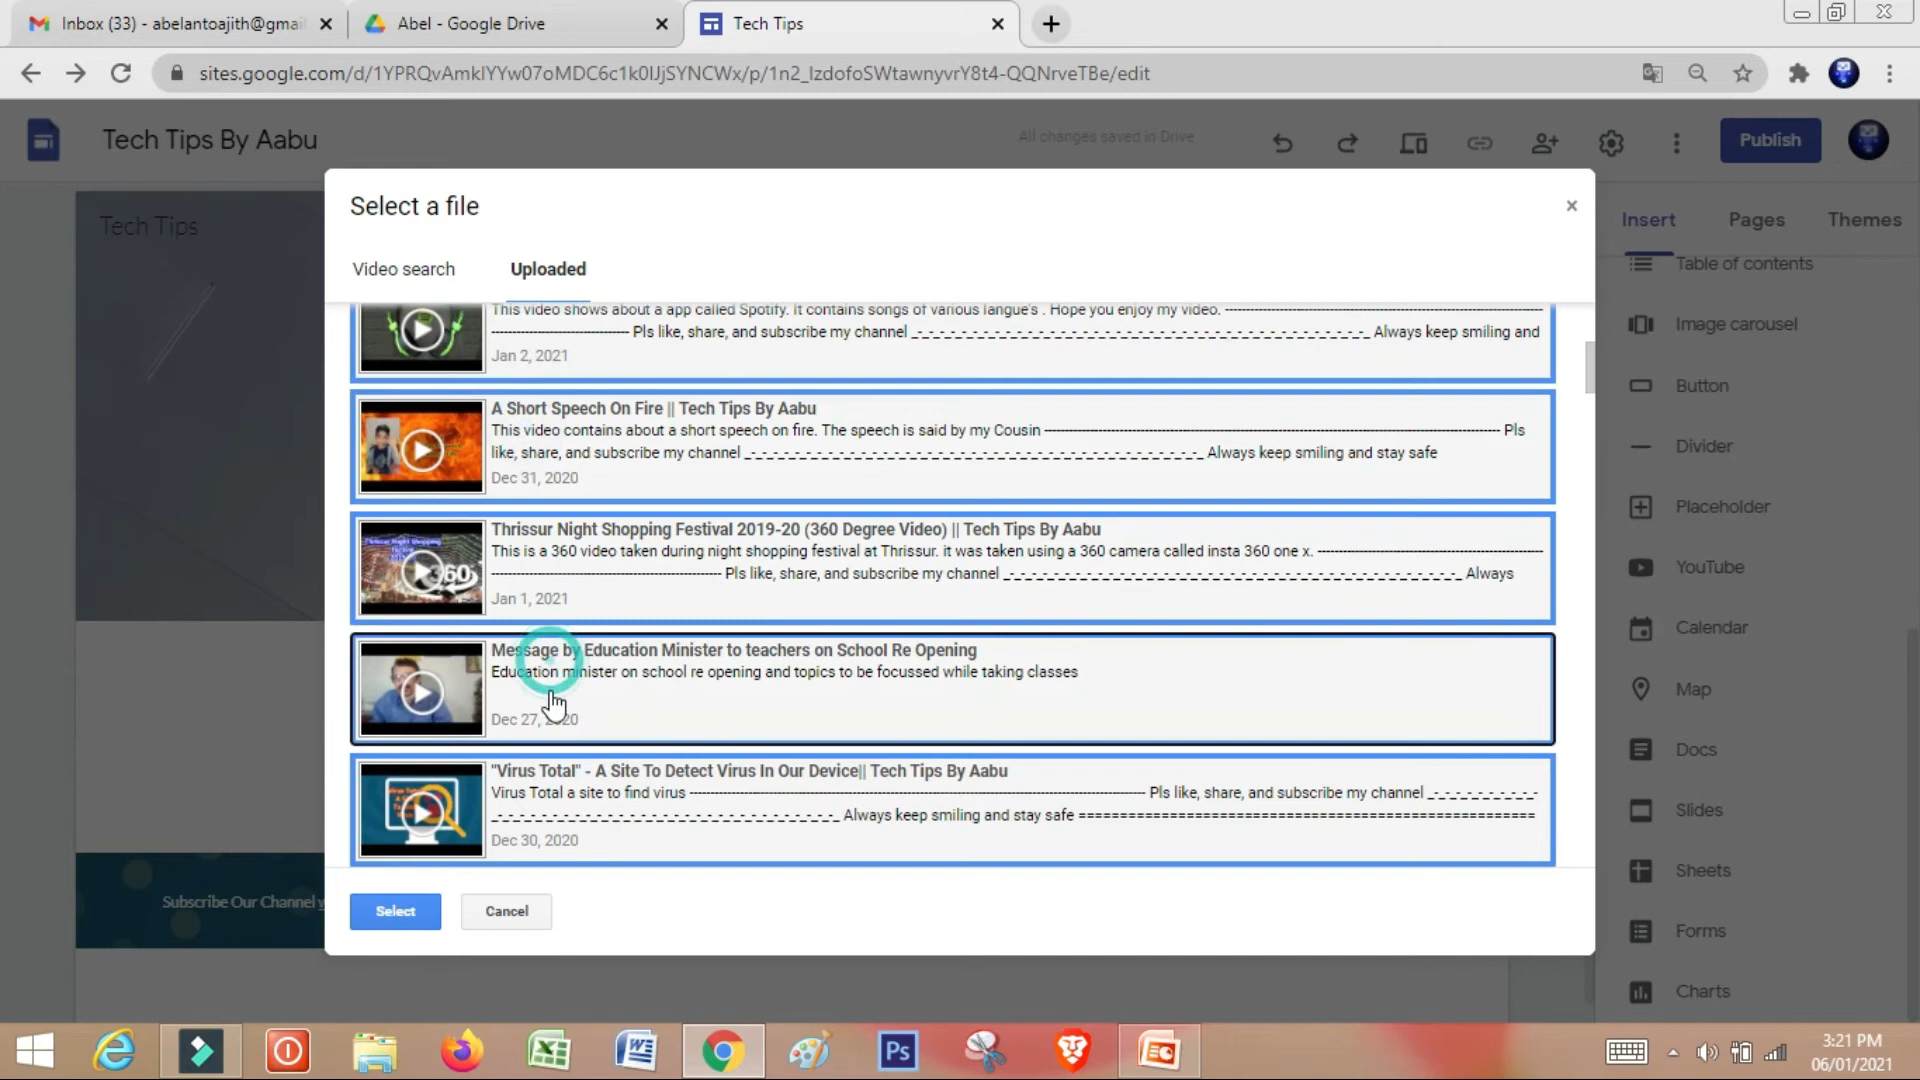 Inbox (33) - abelantoajith@gmai
Abel - Google Drive
Tech Tips
sites.google.com/d/1YPRQvAmklYYw07oMDC6c1k0IJjSYNCWx/p/1n2_IzdofoSWtawnyvrY8t4-QQNrveTBe/edit
Tech Tips By Aabu
All changes saved in Drive
Publish
Tech Tips
Select a file
Video search
Uploaded
Insert
Pages
Themes
Table of contents
Image carousel
Button
Divider
Placeholder
YouTube
Calendar
Map
Docs
Slides
Sheets
Forms
Charts
This video shows about a app called Spotify. It contains songs of various langue's . Hope you enjoy my video. ----------
---------- Pls like, share, and subscribe my channel _-_-_-_-_-_-_-_-_-_ Always keep smiling and
Jan 2, 2021
A Short Speech On Fire || Tech Tips By Aabu
This video contains about a short speech on fire. The speech is said by my Cousin ---------- Pls
like, share, and subscribe my channel _-_-_-_-_-_-_-_-_-_ Always keep smiling and stay safe
Dec 31, 2020
Thrissur Night Shopping Festival 2019-20 (360 Degree Video) || Tech Tips By Aabu
This is a 360 video taken during night shopping festival at Thrissur. it was taken using a 360 camera called insta 360 one x. ----------
---------- Pls like, share, and subscribe my channel _-_-_-_-_-_-_-_-_-_ Always
Jan 1, 2021
Message by Education Minister to teachers on School Re Opening
Education minister on school re opening and topics to be focussed while taking classes
Dec 27, 2020
"Virus Total" - A Site To Detect Virus In Our Device|| Tech Tips By Aabu
Virus Total a site to find virus ---------- Pls like, share, and subscribe my channel _-_-_-_-_-
-_-_-_-_-_-_-_-_-_ Always keep smiling and stay safe ====================
Dec 30, 2020
Subscribe Our Channel
Select
Cancel
3:21 PM
06/01/2021